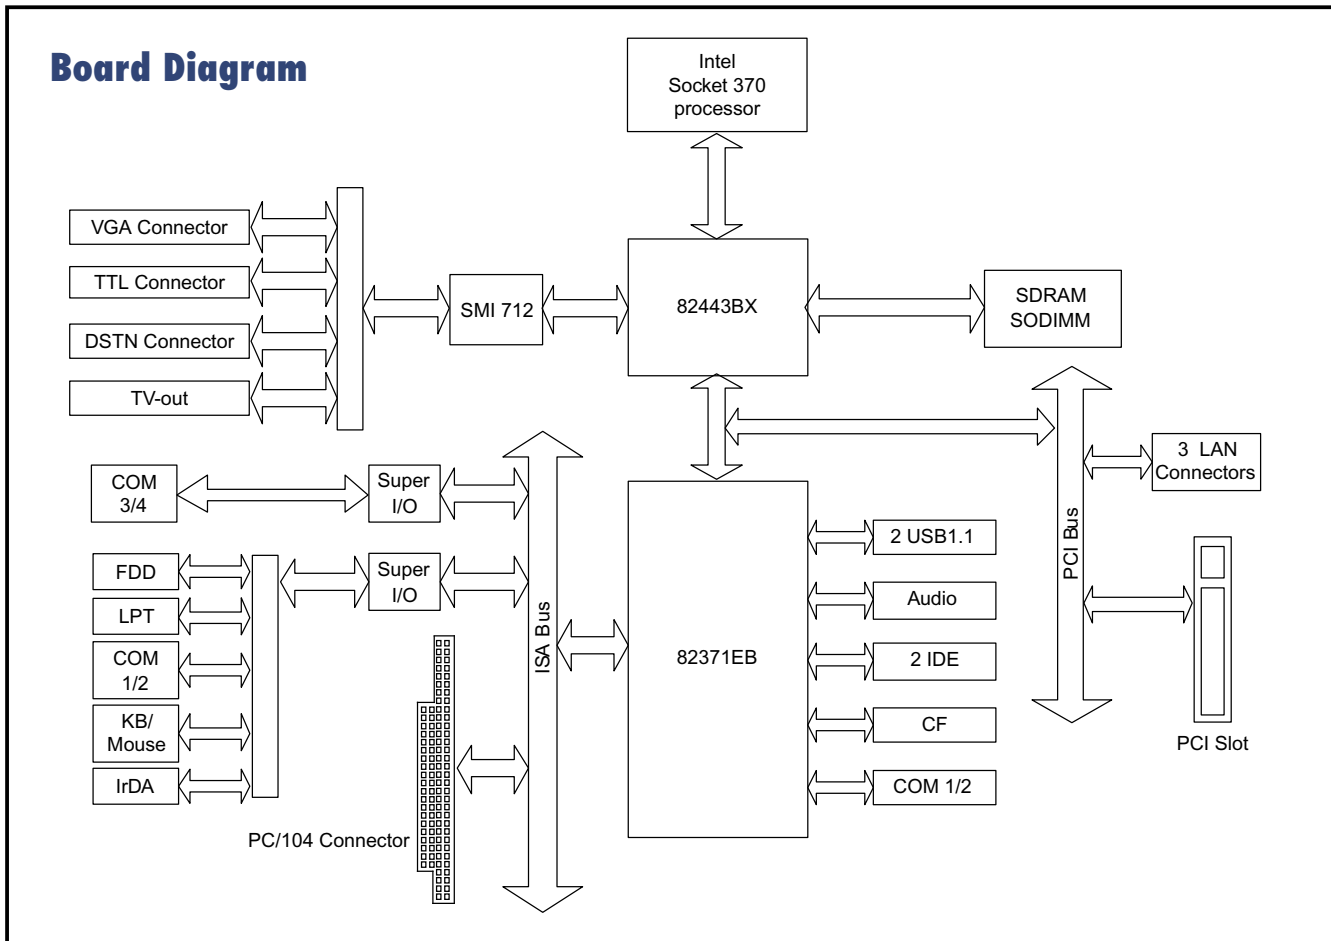 Board Diagram
Intel
Socket 370
processor
VGA Connector
TTL Connector
DSTN Connector
TV-out
SMI 712
82443BX
SDRAM
SODIMM
COM
3/4
Super
I/O
3 LAN
Connectors
FDD
LPT
COM
1/2
KB/
Mouse
IrDA
Super
I/O
PC/104 Connector
ISA Bus
82371EB
2 USB1.1
Audio
2 IDE
CF
COM 1/2
PCI Bus
PCI Slot